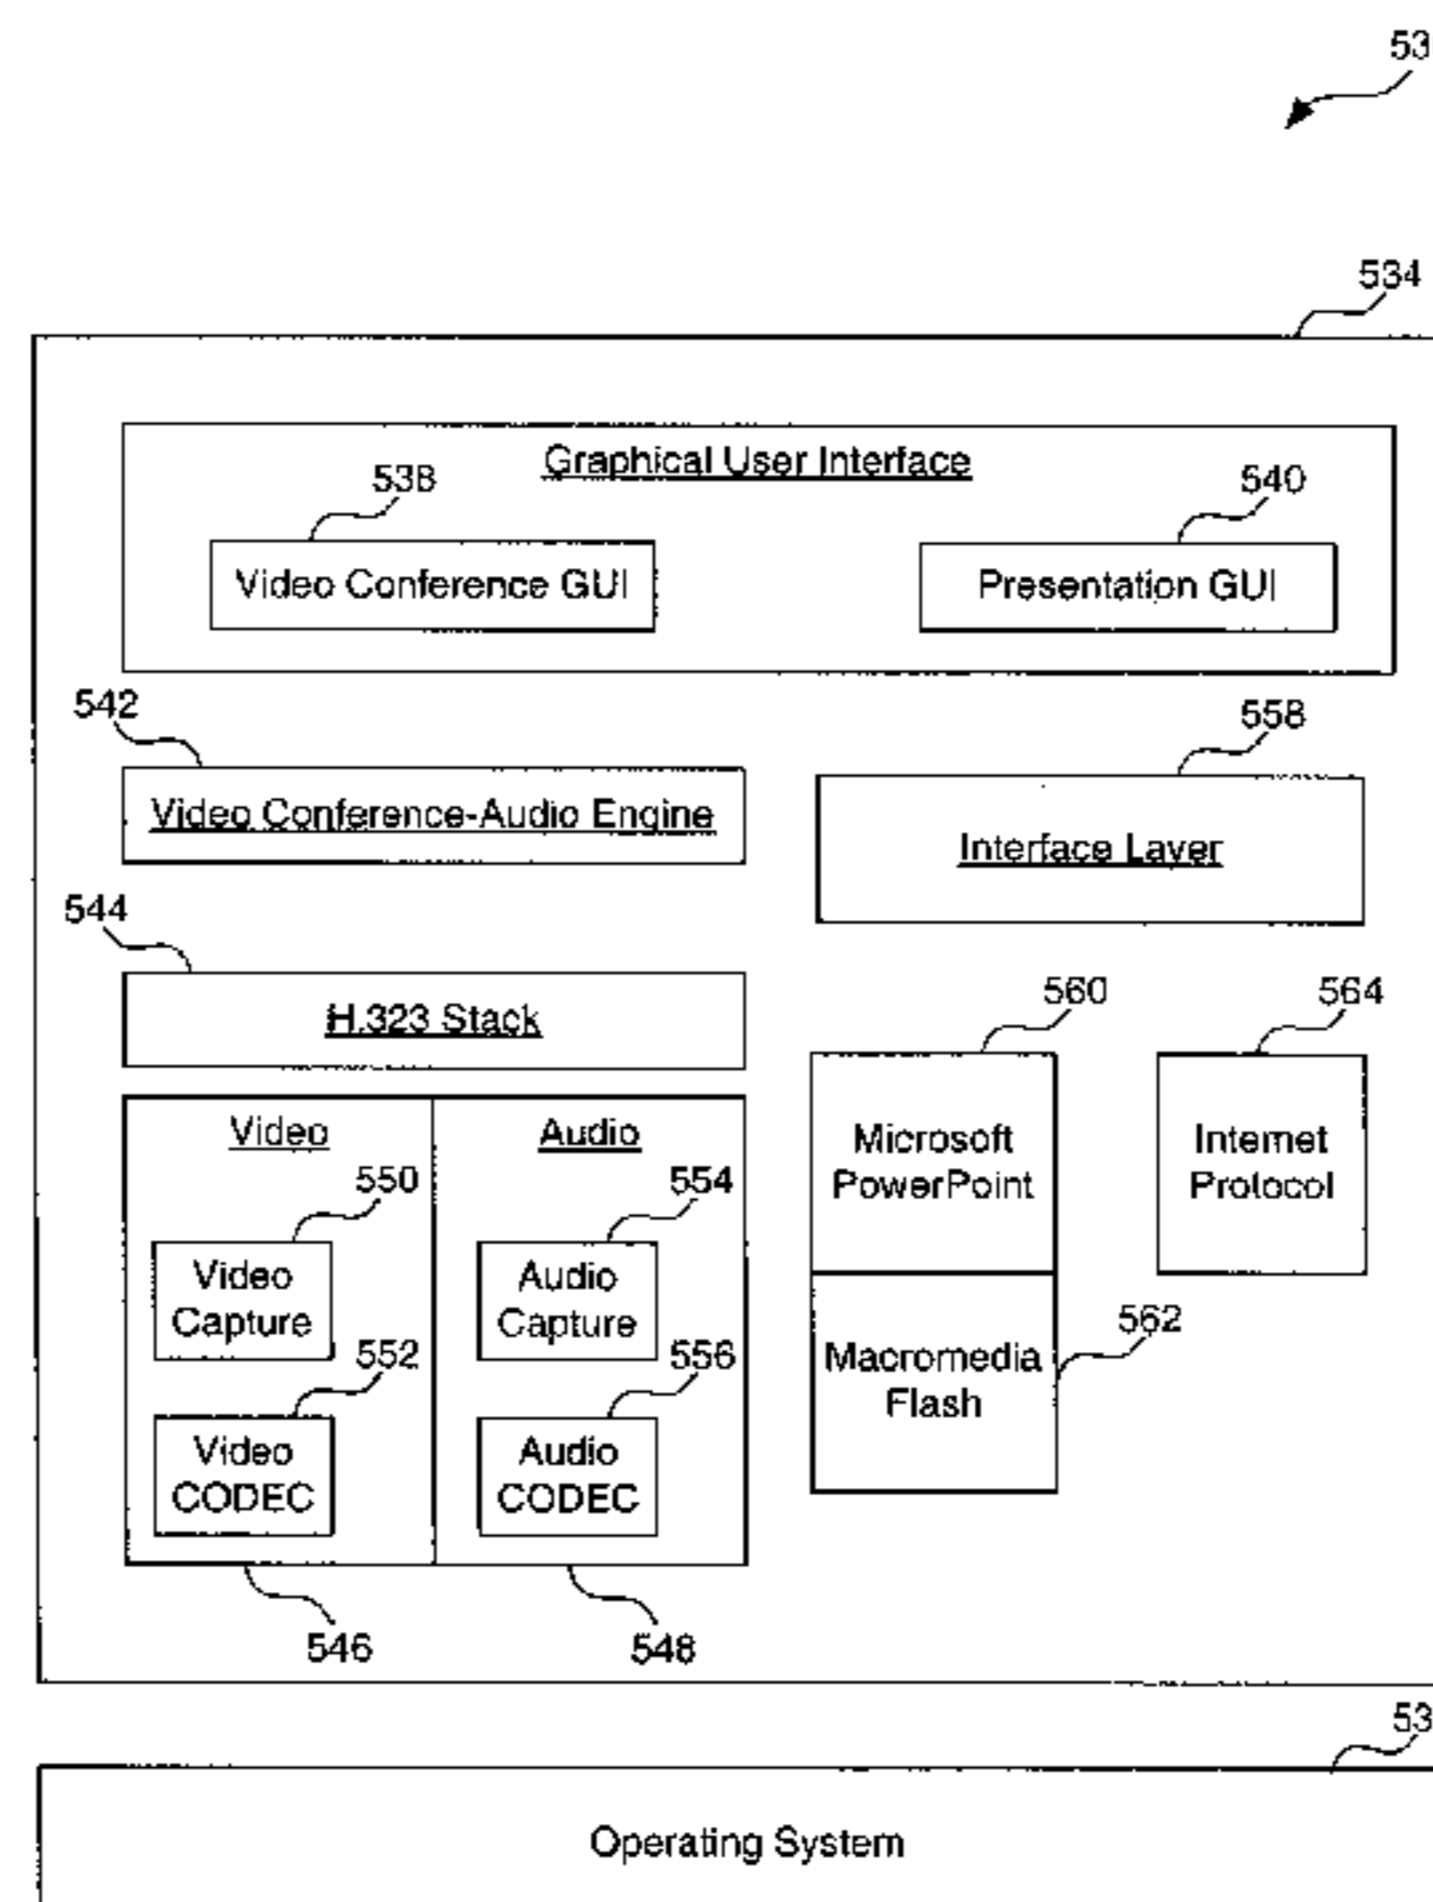 53
534
Graphical User Interface
538
540
Video Conference GUI
Presentation GUI
542
558
Video Conference-Audio Engine
Interface Layer
544
560
564
H.323 Stack
Video
Audio
Microsoft
PowerPoint
Internet
Protocol
550
554
Video
Capture
Audio
Capture
562
552
556
Macromedia
Flash
Video
CODEC
Audio
CODEC
546
548
53
Operating System